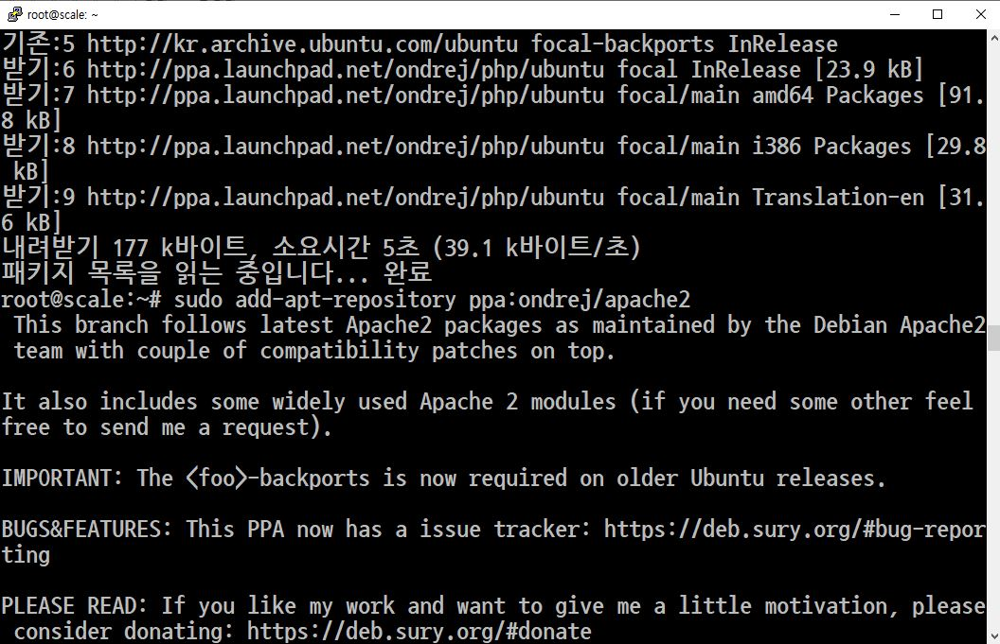 root@scale: ~
기존:5 http://kr.archive.ubuntu.com/ubuntu focal-backports InRelease
받기:6 http://ppa.launchpad.net/ondrej/php/ubuntu focal InRelease [23.9 kB]
받기:7 http://ppa.launchpad.net/ondrej/php/ubuntu focal/main amd64 Packages [91.
8 kB]
받기:8 http://ppa.launchpad.net/ondrej/php/ubuntu focal/main i386 Packages [29.8
 kB]
받기:9 http://ppa.launchpad.net/ondrej/php/ubuntu focal/main Translation-en [31.
6 kB]
내려받기 177 k바이트, 소요시간 5초 (39.1 k바이트/초)
패키지 목록을 읽는 중입니다... 완료
root@scale:~# sudo add-apt-repository ppa:ondrej/apache2
 This branch follows latest Apache2 packages as maintained by the Debian Apache2
 team with couple of compatibility patches on top.

It also includes some widely used Apache 2 modules (if you need some other feel
free to send me a request).

IMPORTANT: The <foo>-backports is now required on older Ubuntu releases.

BUGS&FEATURES: This PPA now has a issue tracker: https://deb.sury.org/#bug-repor
ting

PLEASE READ: If you like my work and want to give me a little motivation, please
 consider donating: https://deb.sury.org/#donate